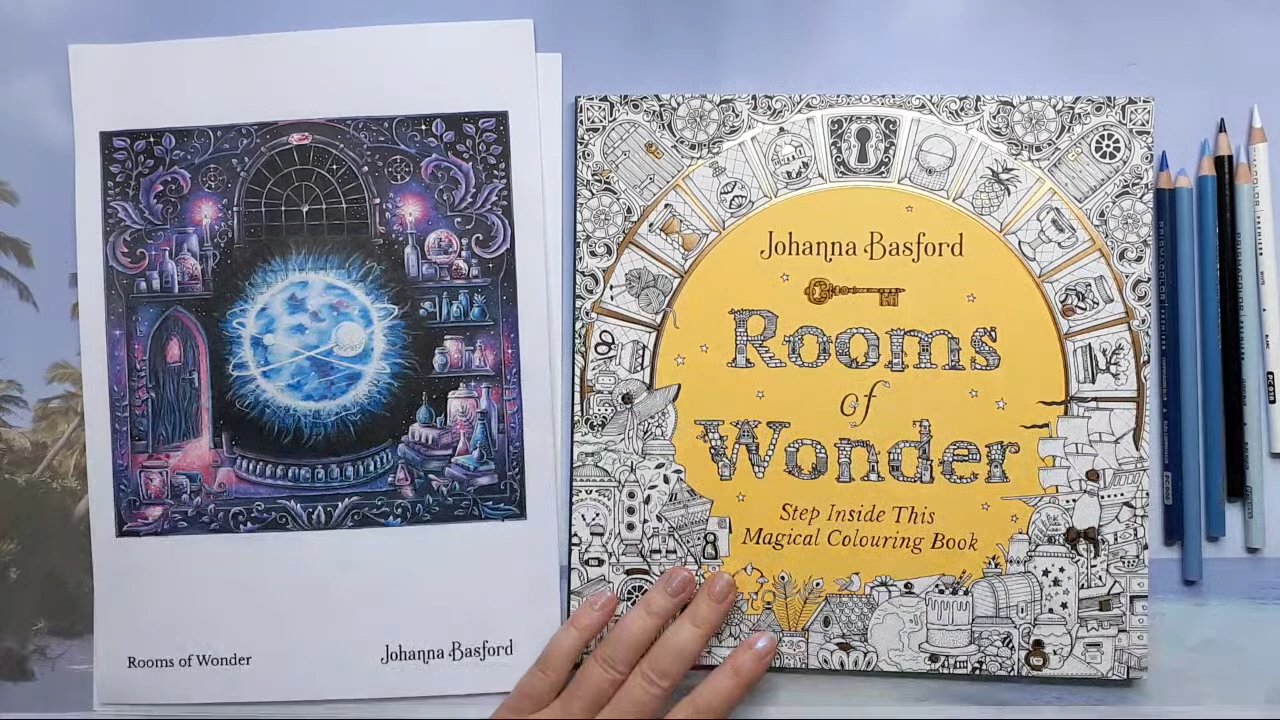 Rooms of Wonder
Johanna Basford
Johanna Basford
Rooms
of
Wonder
Step Inside This
Magical Colouring Book